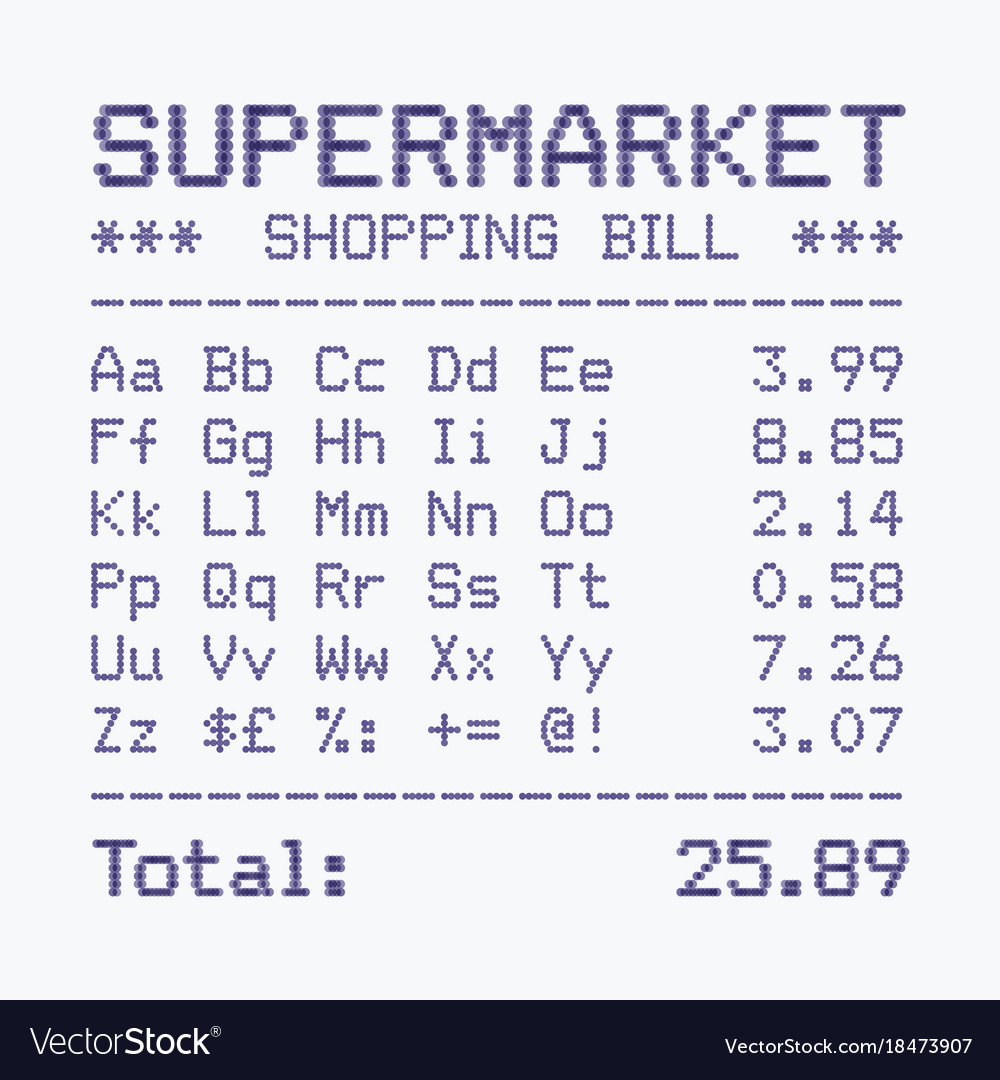 SUPERMARKET
*** SHOPPING BILL ***
Aa Bb Cc Dd Ee 3.99
Ff Gg Hh Ii Jj 8.85
Kk Ll Mm Nn Oo 2.14
Pp Qq Rr Ss Tt 0.58
Uu Vv Ww Xx Yy 7.26
Zz $£ %: += @! 3.07
Total: 25.89
VectorStock® VectorStock.com/18473907